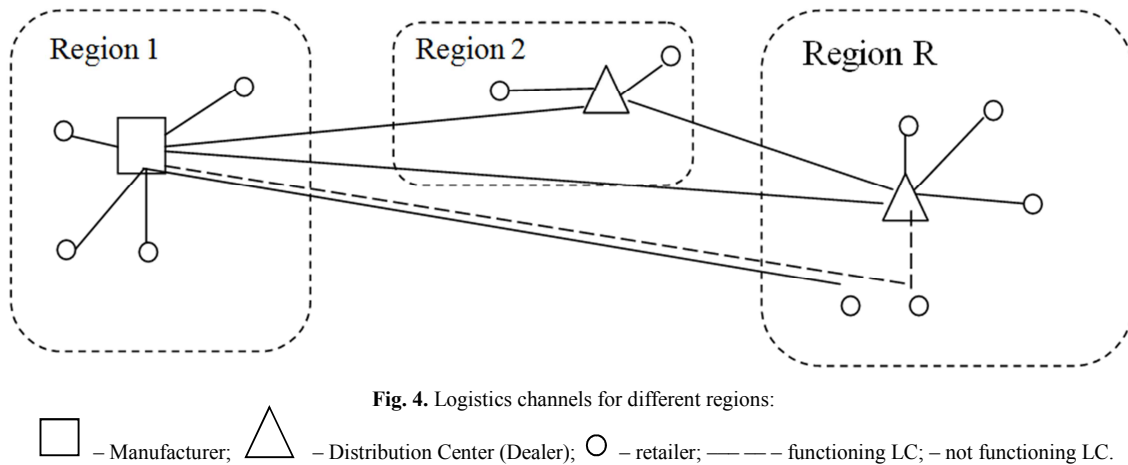 Region 1
Region 2
Region R
Fig. 4. Logistics channels for different regions:
– Manufacturer; – Distribution Center (Dealer); – retailer; – functioning LC; – not functioning LC.